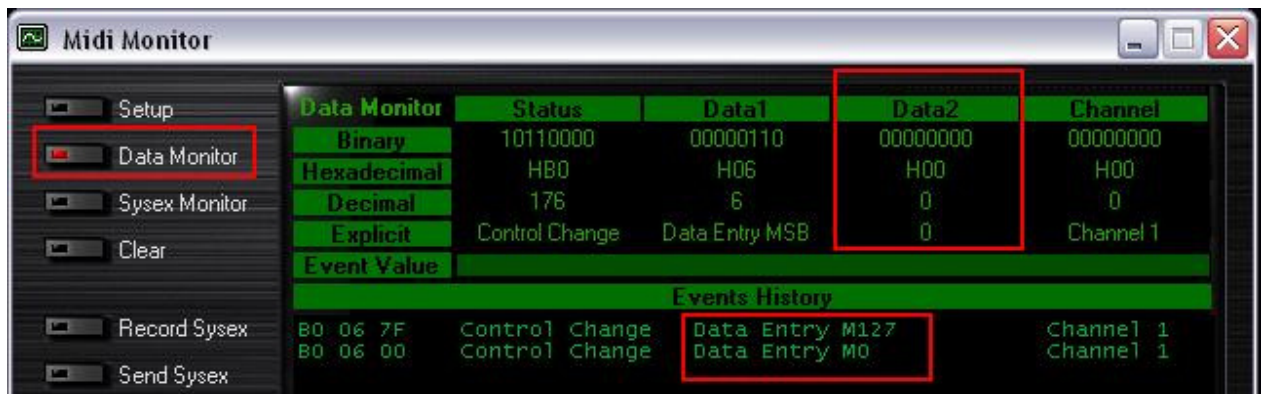 Midi Monitor
Setup
Data Monitor
Sysex Monitor
Clear
Record Sysex
Send Sysex
Data Monitor Status Data1 Data2 Channel
Binary 10110000 00000110 00000000 00000000
Hexadecimal HB0 H06 H00 H00
Decimal 176 6 0 0
Explicit Control Change Data Entry MSB 0 Channel 1
Event Value
Events History
B0 06 7F Control Change Data Entry M127 Channel 1
B0 06 00 Control Change Data Entry M0 Channel 1